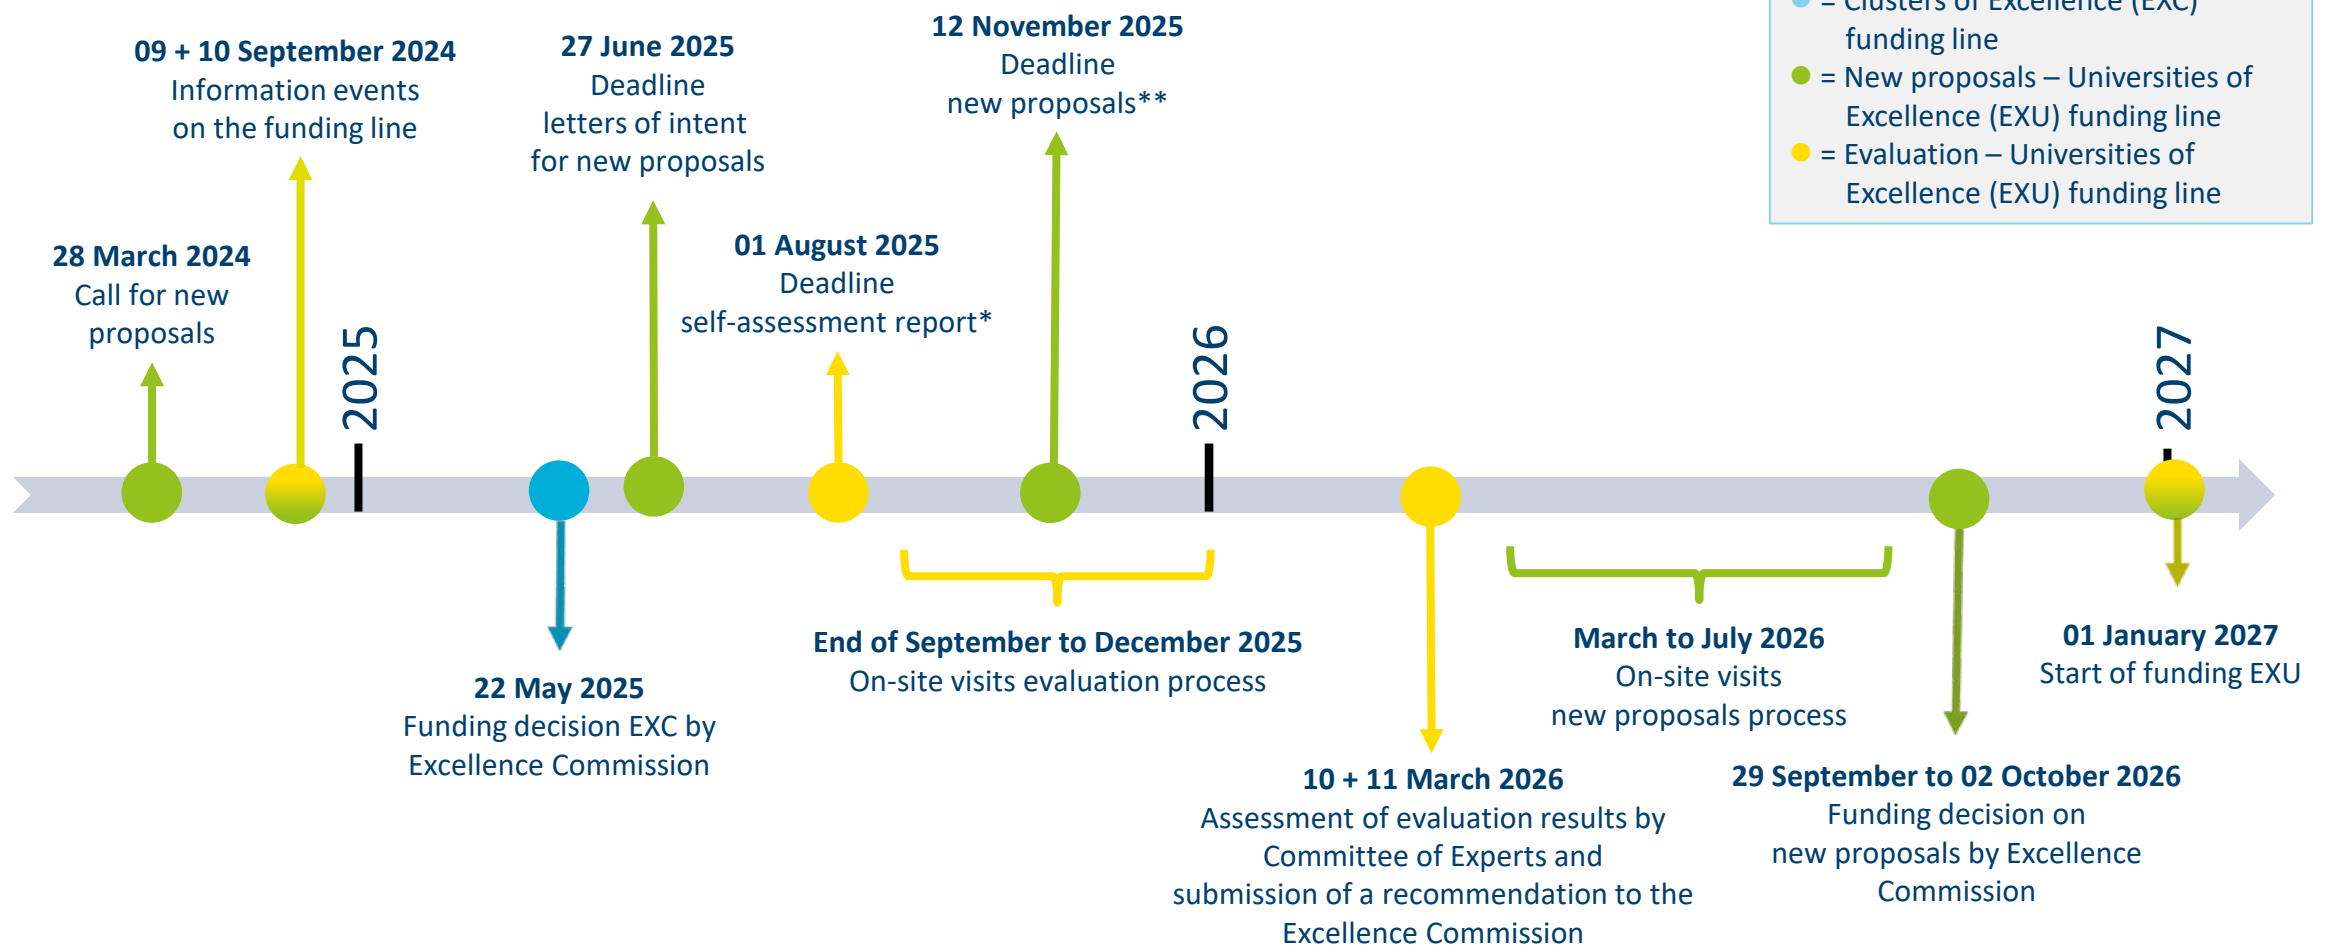 09 + 10 September 2024
Information events
on the funding line
27 June 2025
Deadline
letters of intent
for new proposals
12 November 2025
Deadline
new proposals**
= Clusters of Excellence (EXC)
funding line
= New proposals – Universities of
Excellence (EXU) funding line
= Evaluation – Universities of
Excellence (EXU) funding line
28 March 2024
Call for new
proposals
01 August 2025
Deadline
self-assessment report*
2025
2026
2027
22 May 2025
Funding decision EXC by
Excellence Commission
End of September to December 2025
On-site visits evaluation process
10 + 11 March 2026
Assessment of evaluation results by
Committee of Experts and
submission of a recommendation to the
Excellence Commission
March to July 2026
On-site visits
new proposals process
29 September to 02 October 2026
Funding decision on
new proposals by Excellence
Commission
01 January 2027
Start of funding EXU